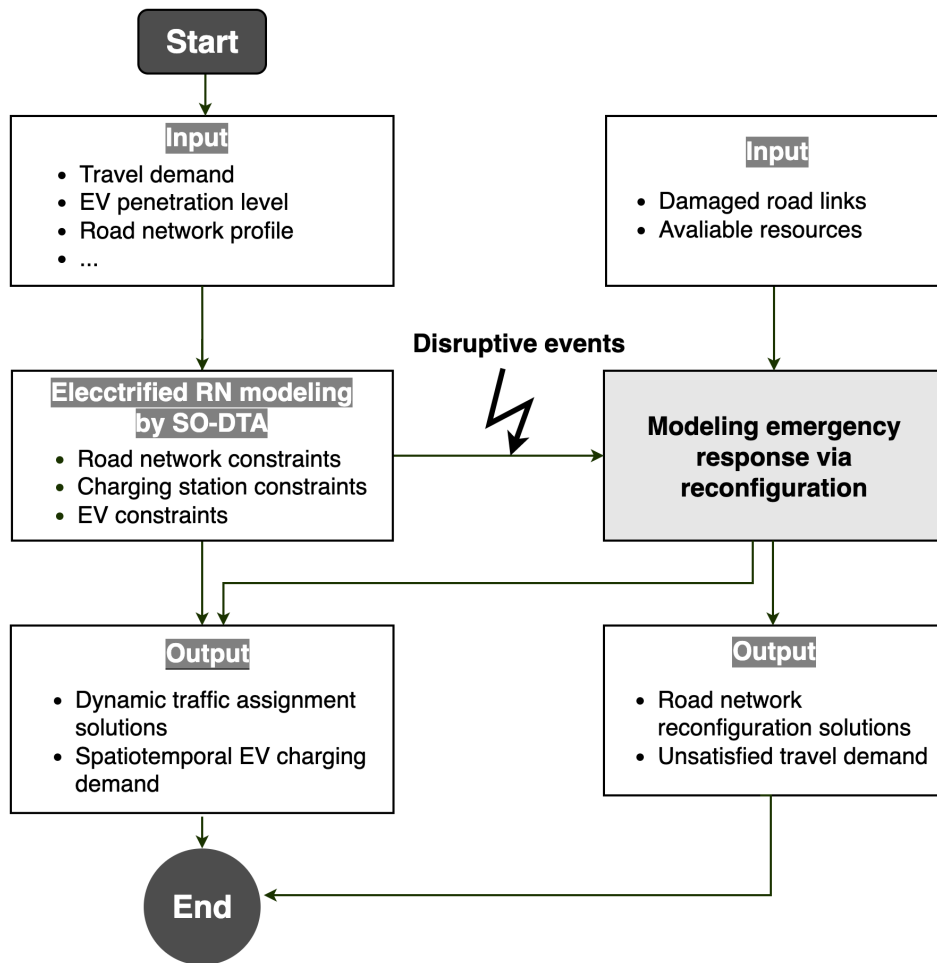 Start
Input
• Travel demand
• EV penetration level
• Road network profile
• ...
Input
• Damaged road links
• Avaliable resources
Disruptive events
Elecctrified RN modeling
by SO-DTA
• Road network constraints
• Charging station constraints
• EV constraints
Modeling emergency
response via
reconfiguration
Output
• Dynamic traffic assignment
solutions
• Spatiotemporal EV charging
demand
Output
• Road network
reconfiguration solutions
• Unsatisfied travel demand
End